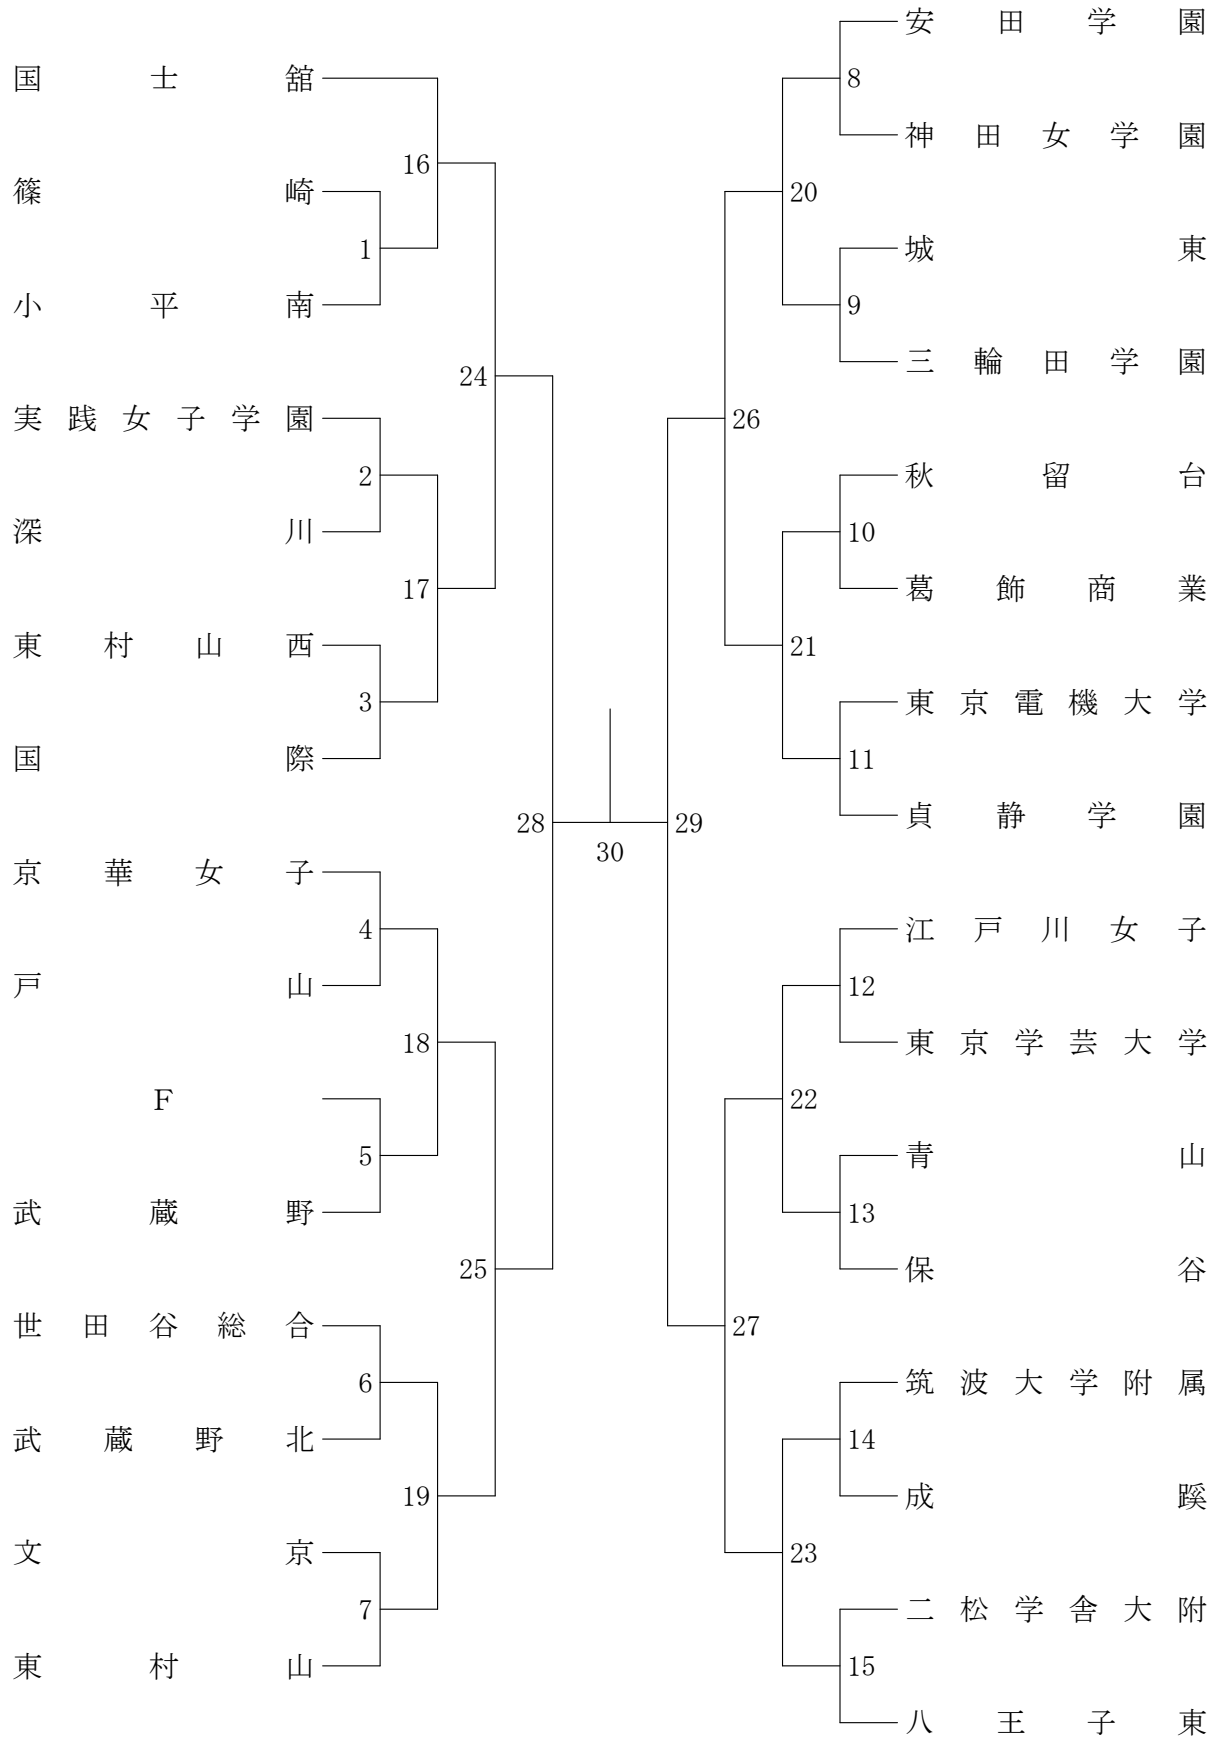 国士舘
16
篠崎
1
小平南
24
実践女子学園
2
深川
17
東村山西
3
国際
28
京華女子
4
戸山
18
F
5
武蔵野
25
世田谷総合
6
武蔵野北
19
文京
7
東村山
30
安田学園
8
神田女学園
20
城東
9
三輪田学園
26
秋留台
10
葛飾商業
21
東京電機大学
11
貞静学園
29
江戸川女子
12
東京学芸大学
22
青山
13
保谷
27
筑波大学附属
14
成蹊
23
二松学舎大附
15
八王子東